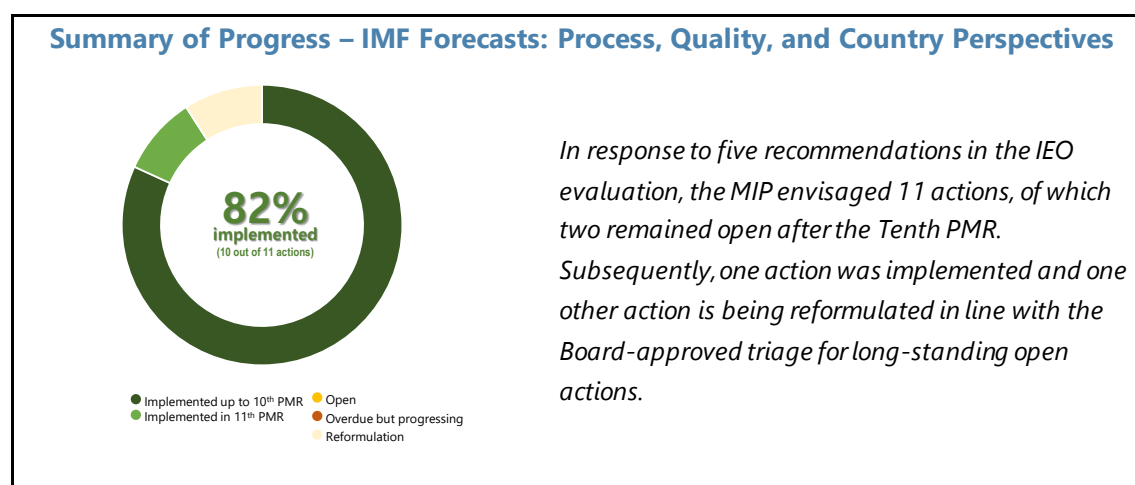 Summary of Progress – IMF Forecasts: Process, Quality, and Country Perspectives
82%
implemented
(10 out of 11 actions)
In response to five recommendations in the IEO
evaluation, the MIP envisaged 11 actions, of which
two remained open after the Tenth PMR.
Subsequently, one action was implemented and one
other action is being reformulated in line with the
Board-approved triage for long-standing open
actions.
Implemented up to 10th PMR
Implemented in 11th PMR
Open
Overdue but progressing
Reformulation